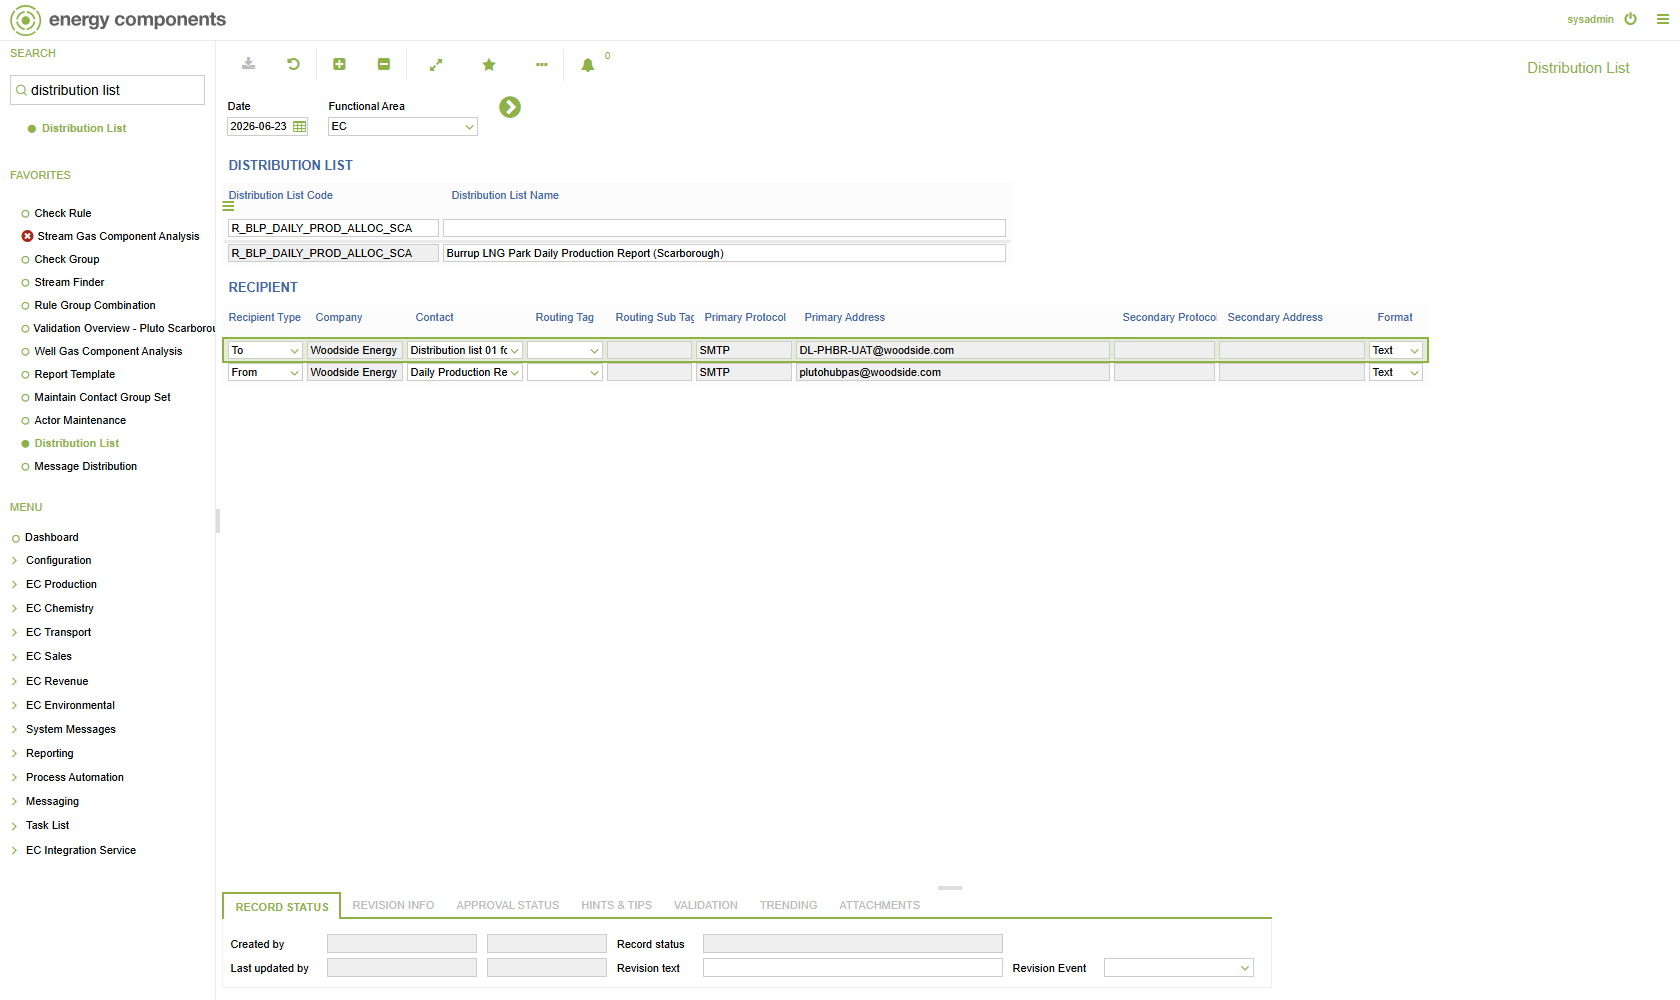 energy components
sysadmin
SEARCH
distribution list
Distribution List
FAVORITES
Check Rule
Stream Gas Component Analysis
Check Group
Stream Finder
Rule Group Combination
Validation Overview - Pluto Scarborou
Well Gas Component Analysis
Report Template
Maintain Contact Group Set
Actor Maintenance
Distribution List
Message Distribution
MENU
Dashboard
Configuration
EC Production
EC Chemistry
EC Transport
EC Sales
EC Revenue
EC Environmental
System Messages
Reporting
Process Automation
Messaging
Task List
EC Integration Service
0
Distribution List
Date Functional Area
2026-06-23 EC
DISTRIBUTION LIST
Distribution List Code Distribution List Name
R_BLP_DAILY_PROD_ALLOC_SCA
R_BLP_DAILY_PROD_ALLOC_SCA Burrup LNG Park Daily Production Report (Scarborough)
RECIPIENT
Recipient Type Company Contact Routing Tag Routing Sub Tag Primary Protocol Primary Address Secondary Protocol Secondary Address Format
To Woodside Energy Distribution list 01 fo SMTP DL-PHBR-UAT@woodside.com Text
From Woodside Energy Daily Production Re SMTP plutohubpas@woodside.com Text
RECORD STATUS REVISION INFO APPROVAL STATUS HINTS & TIPS VALIDATION TRENDING ATTACHMENTS
Created by Record status
Last updated by Revision text Revision Event